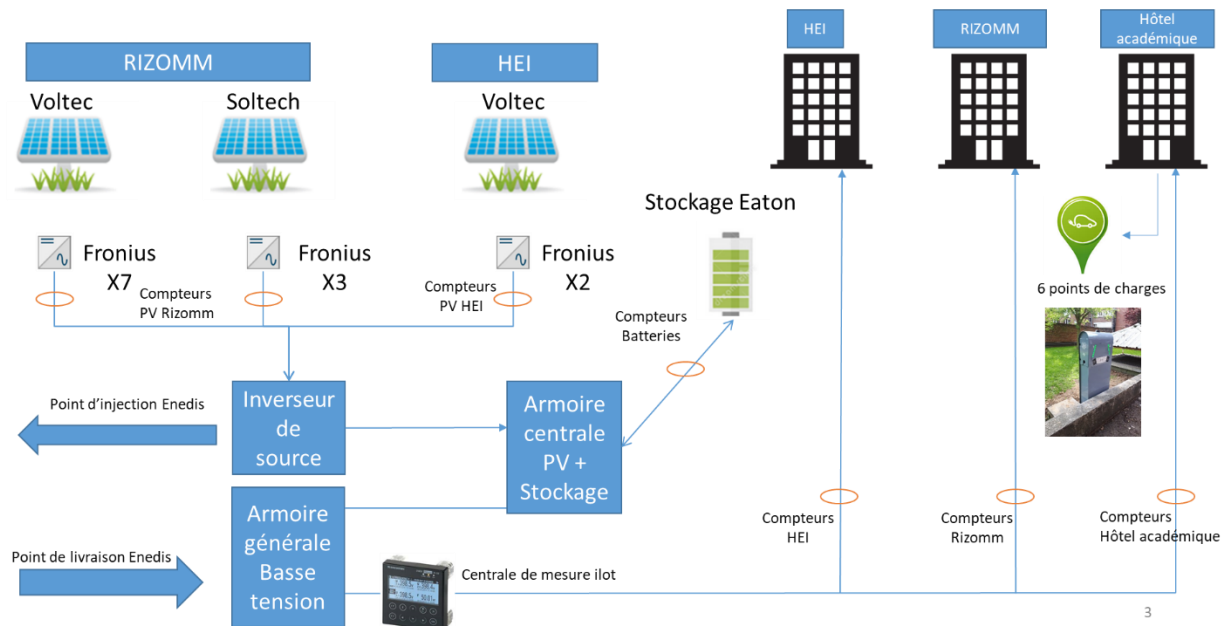 RIZOMM
HEI
HEI
RIZOMM
Hôtel
académique
Voltec
Soltech
Voltec
Stockage Eaton
Fronius
X7
Fronius
X3
Fronius
X2
Compteurs
PV Rizomm
Compteurs
PV HEI
Compteurs
Batteries
6 points de charges
Point d'injection Enedis
Inverseur
de
source
Armoire
centrale
PV +
Stockage
Armoire
générale
Basse
tension
Point de livraison Enedis
Centrale de mesure ilot
Compteurs
HEI
Compteurs
Rizomm
Compteurs
Hôtel académique
3